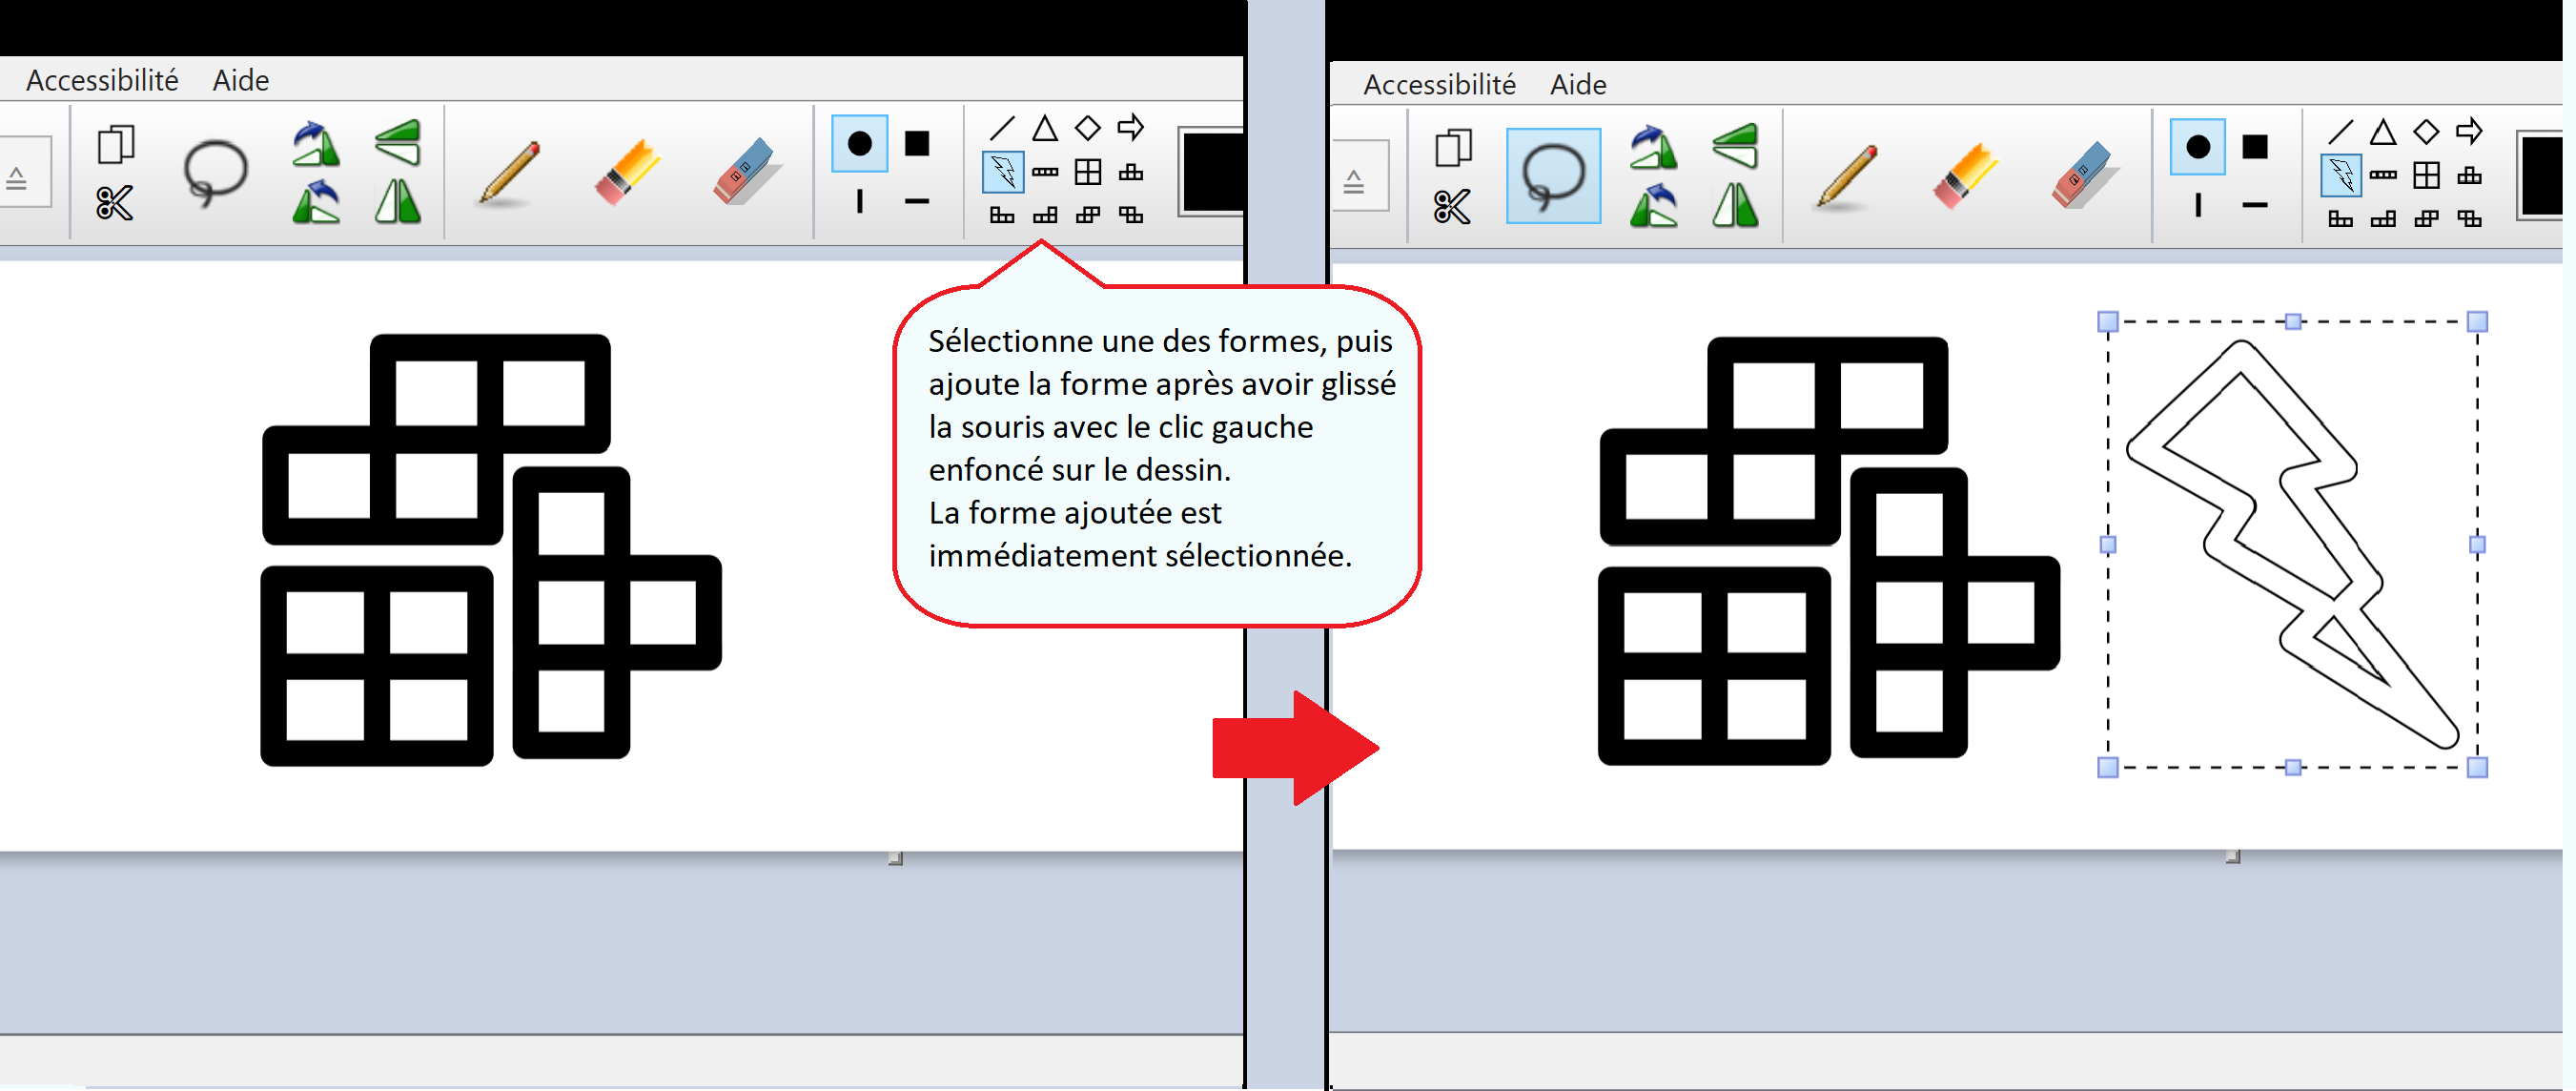 Accessibilité Aide
Accessibilité Aide
Sélectionne une des formes, puis
ajoute la forme après avoir glissé
la souris avec le clic gauche
enfoncé sur le dessin.
La forme ajoutée est
immédiatement sélectionnée.